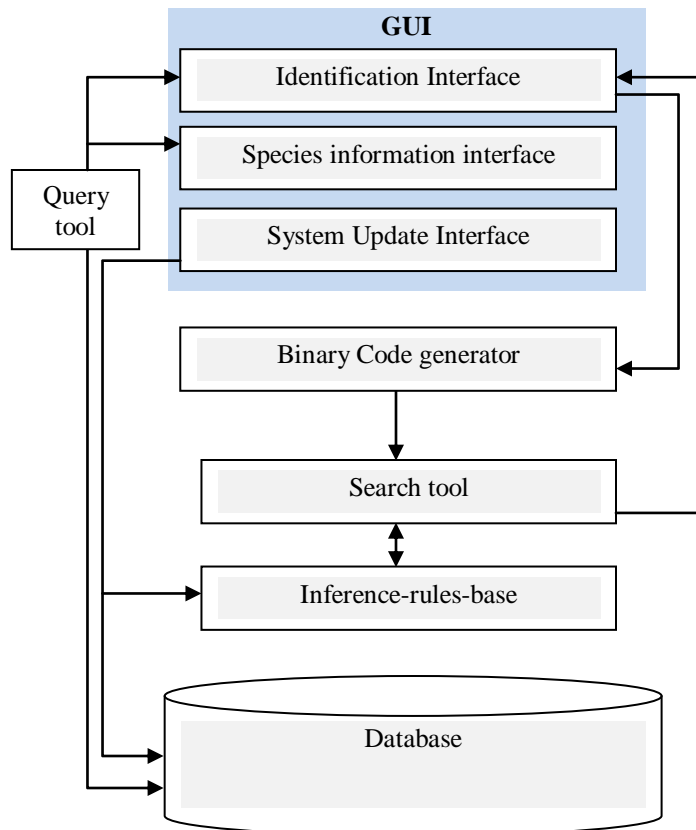 GUI
Identification Interface
Species information interface
Query
tool
System Update Interface
Binary Code generator
Search tool
Inference-rules-base
Database